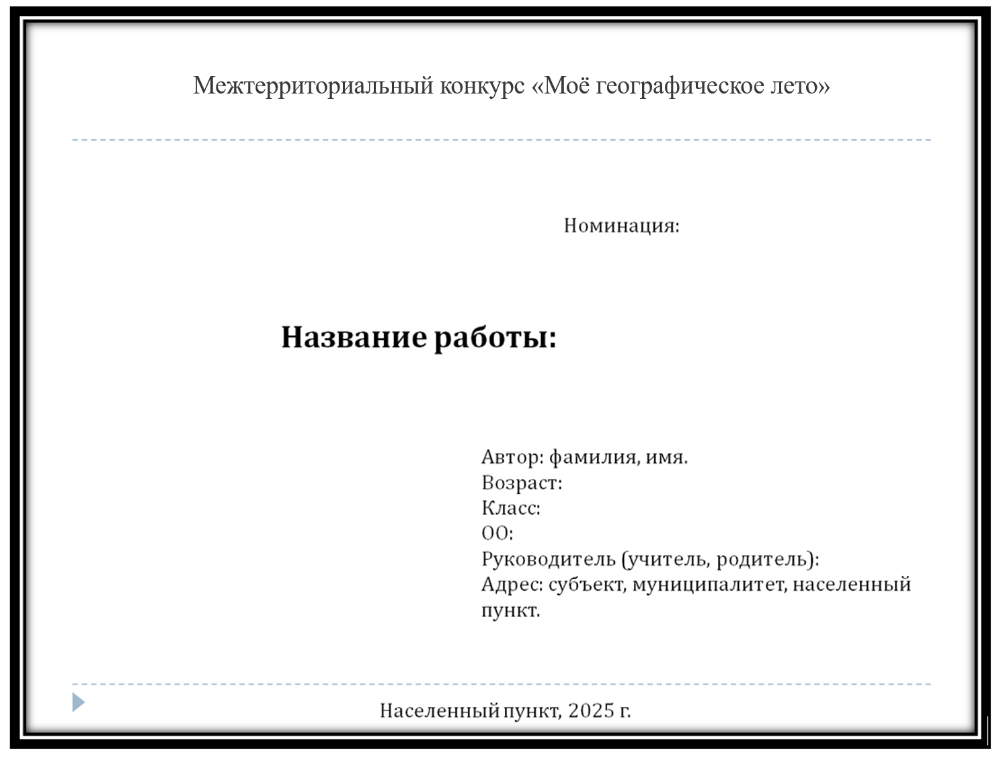 Межтерриториальный конкурс «Моё географическое лето»
Номинация:
Название работы:
Автор: фамилия, имя.
Возраст:
Класс:
ОО:
Руководитель (учитель, родитель):
Адрес: субъект, муниципалитет, населенный
пункт.
Населенный пункт, 2025 г.